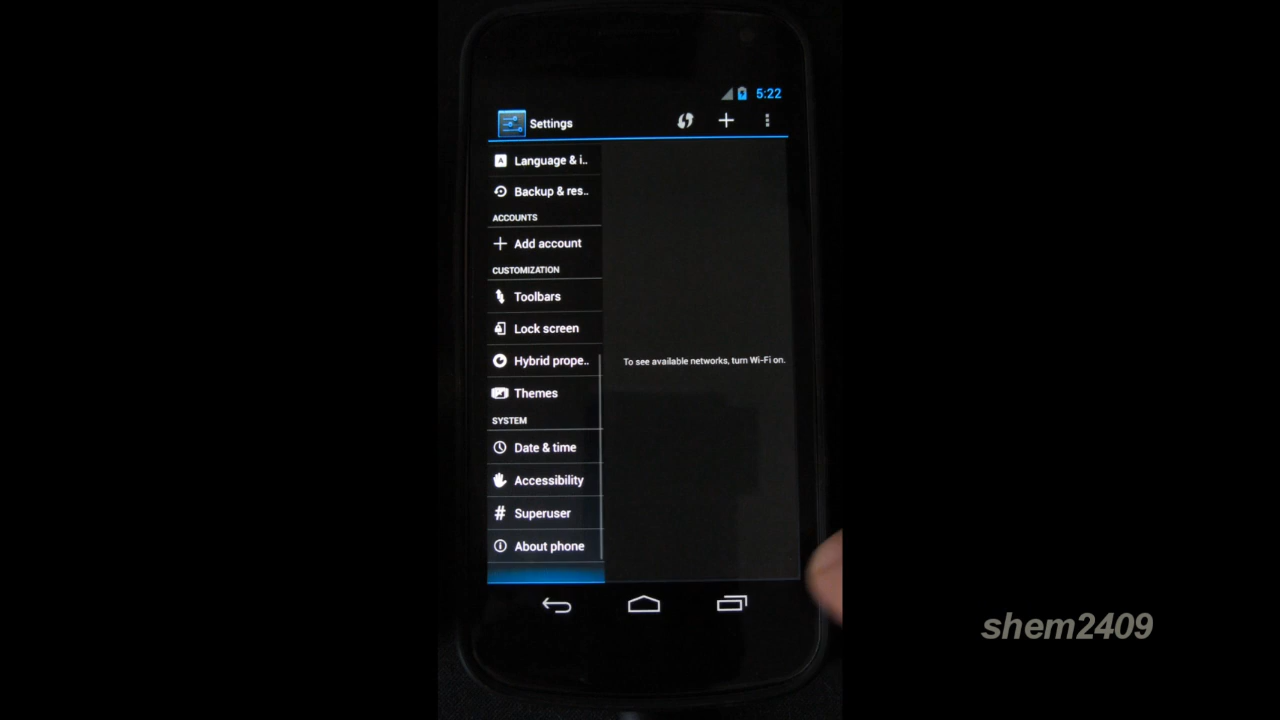 5:22
Settings
Language & i..
Backup & res..
ACCOUNTS
Add account
CUSTOMIZATION
Toolbars
Lock screen
Hybrid prope..
Themes
To see available networks, turn Wi-Fi on.
SYSTEM
Date & time
Accessibility
# Superuser
About phone
shem2409